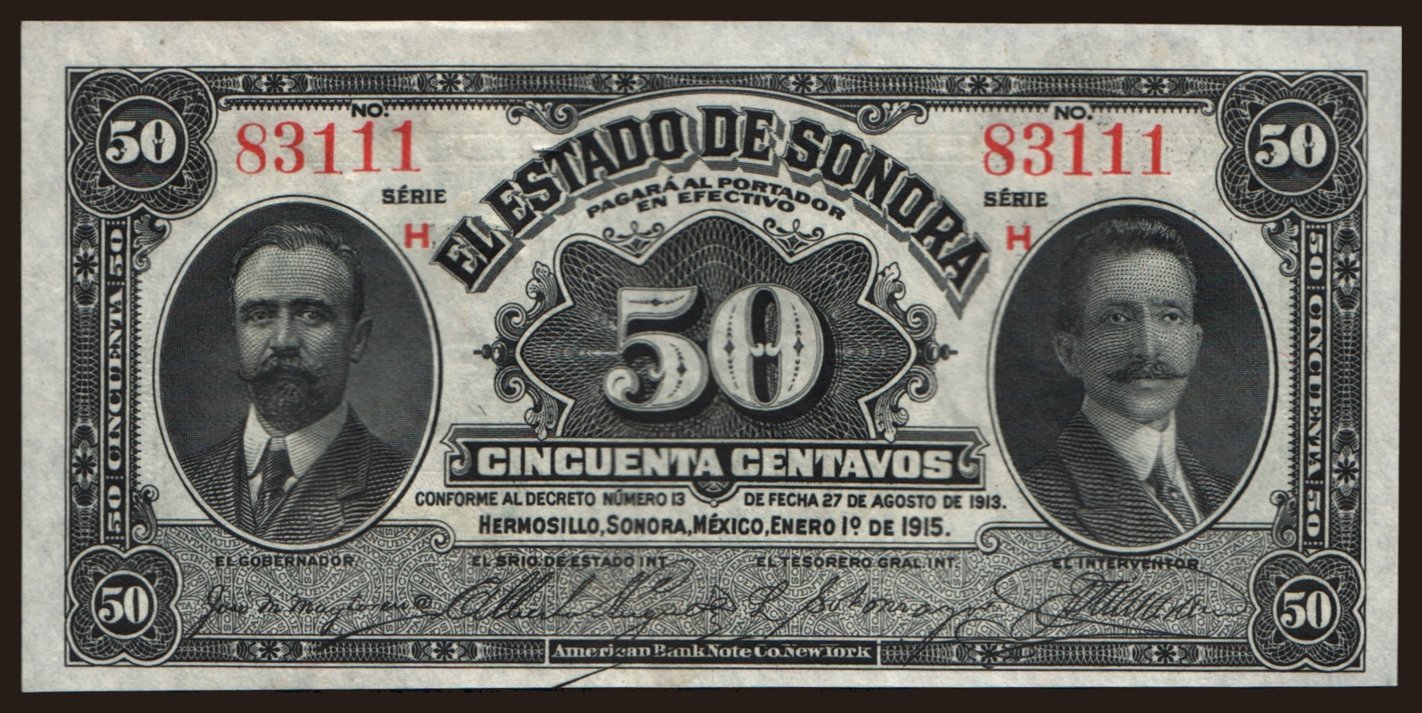 50
NO.
83111
SÉRIE
H
EL ESTADO DE SONORA
PAGARÁ AL PORTADOR
EN EFECTIVO
NO.
83111
SÉRIE
H
50
50 CINCUENTA 50
50
50 CINCUENTA 50
CINCUENTA CENTAVOS
CONFORME AL DECRETO NÚMERO 13 DE FECHA 27 DE AGOSTO DE 1913.
HERMOSILLO, SONORA, MÉXICO, ENERO 1º DE 1915.
EL GOBERNADOR
EL SRIO. DE ESTADO INT.
EL TESORERO GRAL. INT.
EL INTERVENTOR
50
50
American Bank Note Co. New York